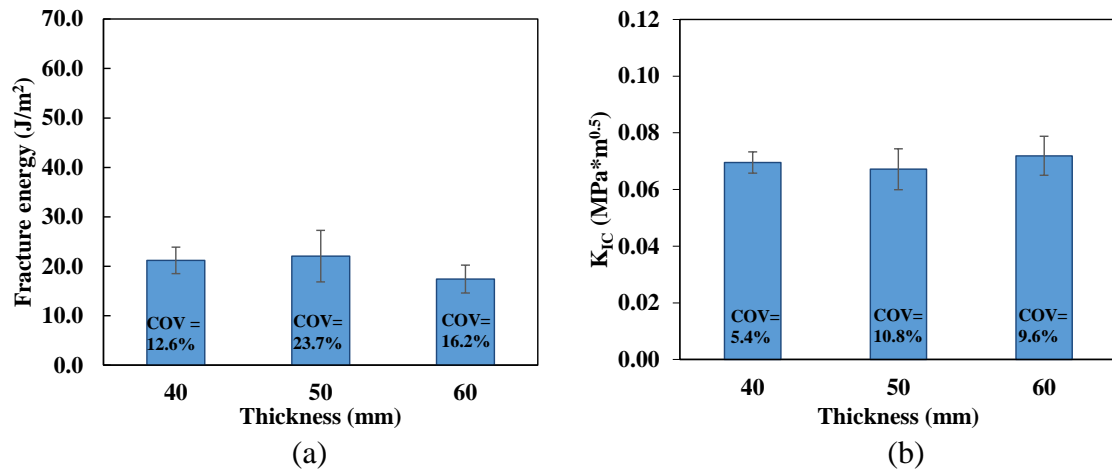 70.0
60.0
50.0
40.0
30.0
20.0
10.0
0.0
Fracture energy (J/m²)
COV =
12.6%
COV=
23.7%
COV=
16.2%
40
50
60
Thickness (mm)
(a)
0.12
0.10
0.08
0.06
0.04
0.02
0.00
K_IC (MPa*m^0.5)
COV=
5.4%
COV=
10.8%
COV=
9.6%
40
50
60
Thickness (mm)
(b)